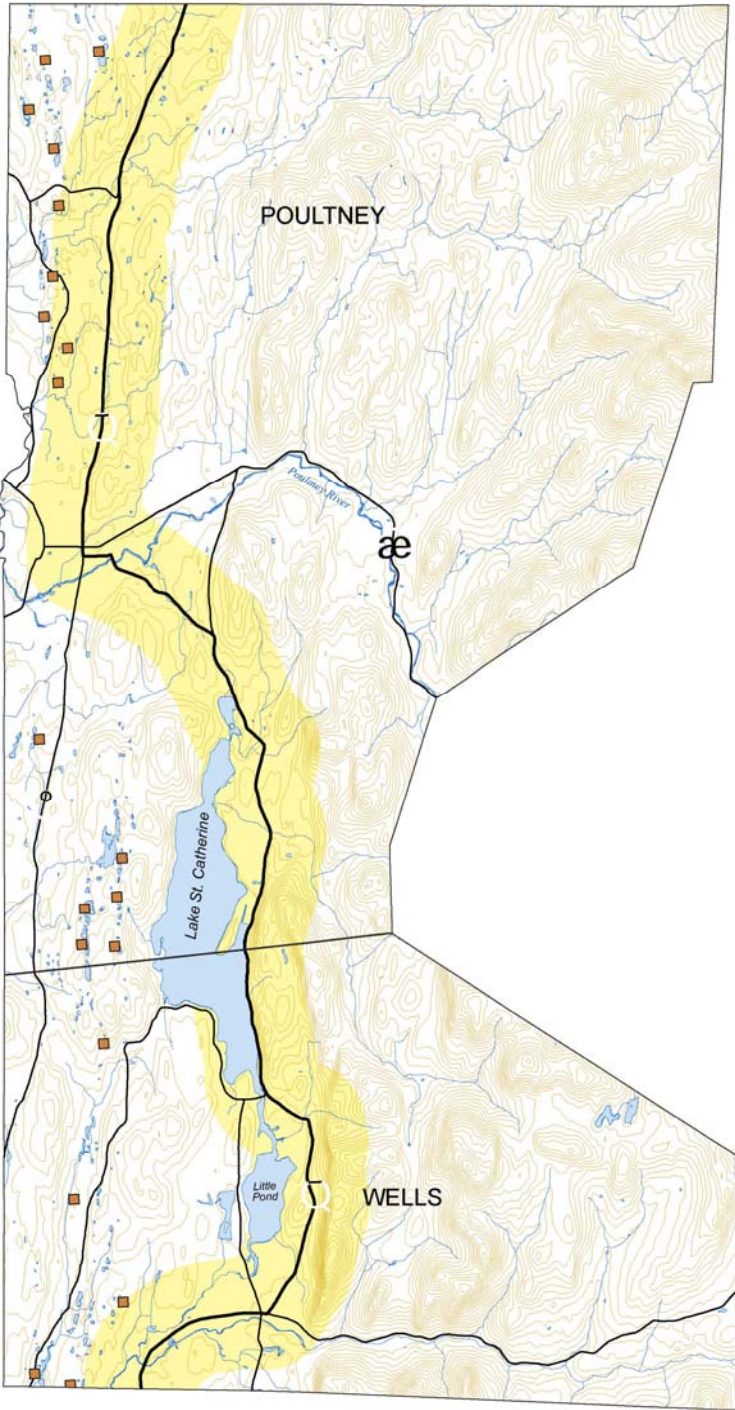 POULTNEY
Poultney River
æ
Lake St. Catherine
Little
Pond
WELLS